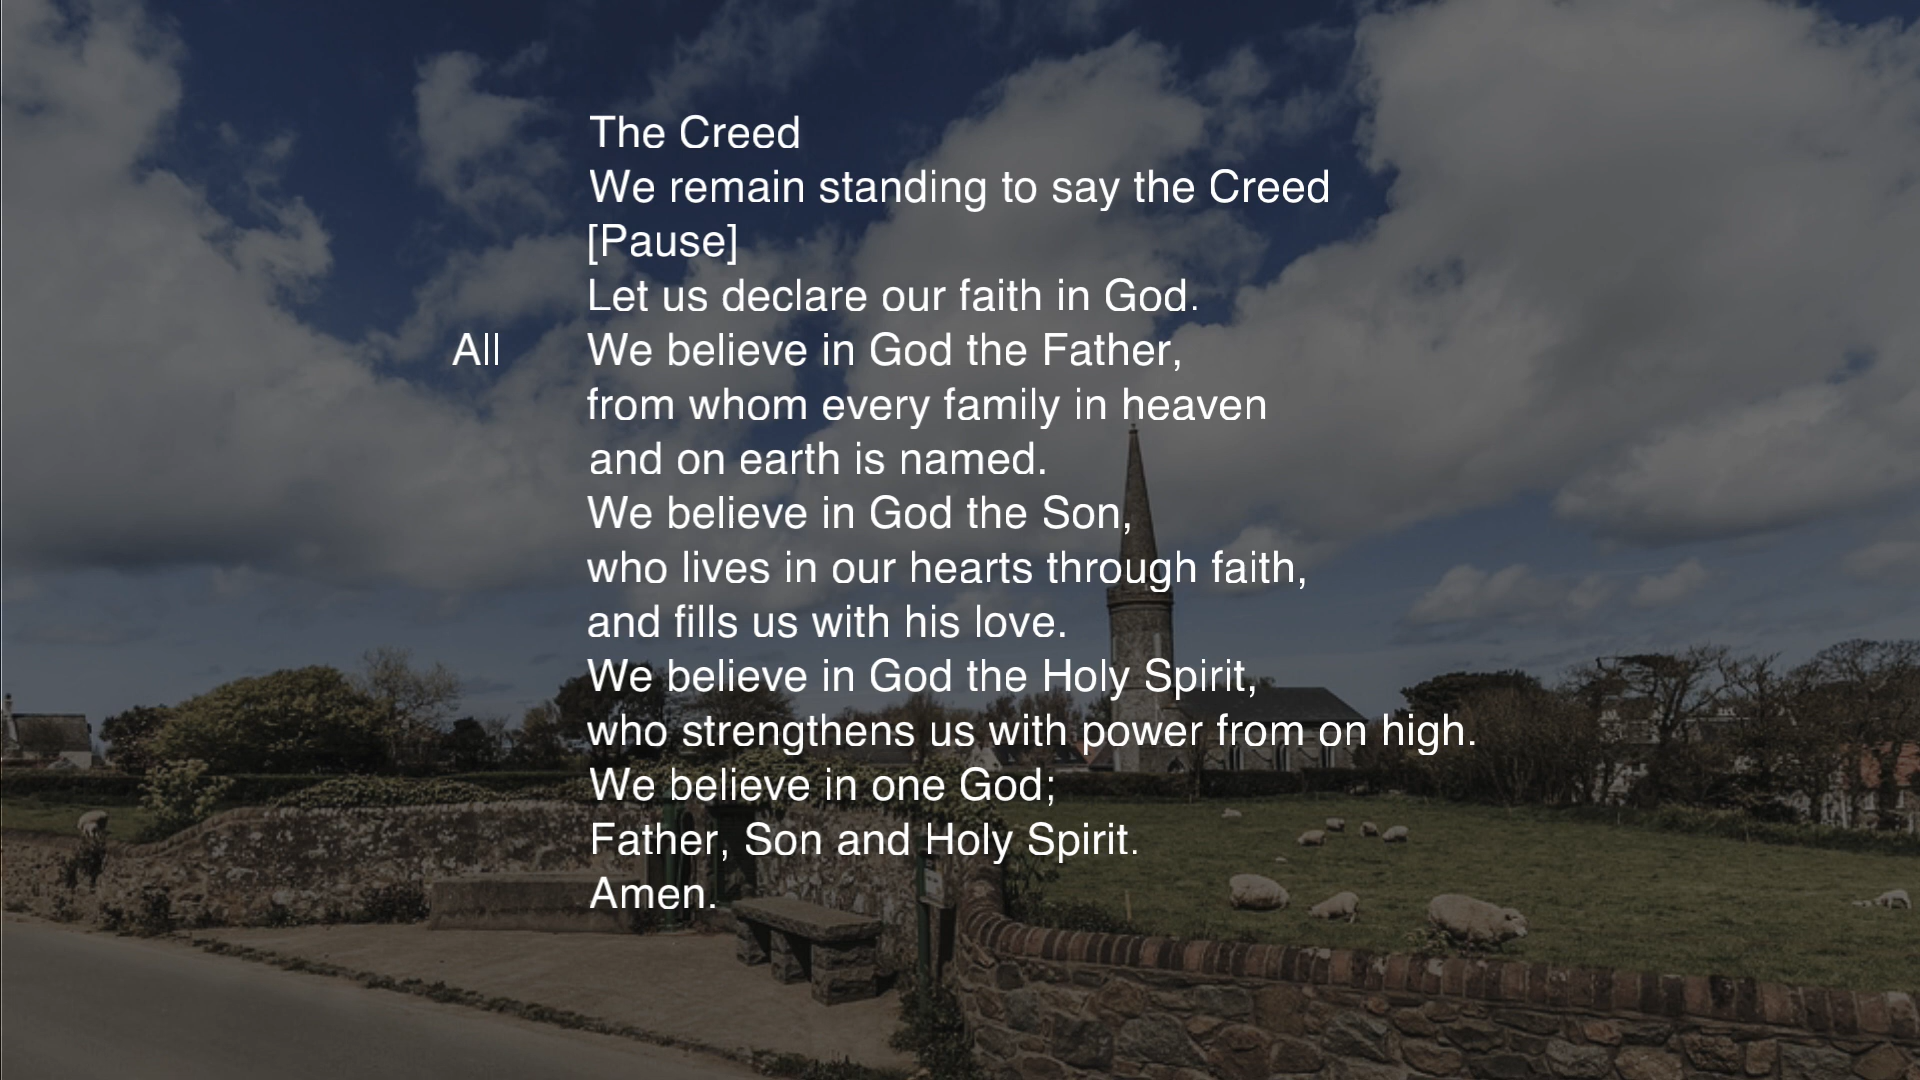 The Creed
We remain standing to say the Creed
[Pause]
Let us declare our faith in God.
All We believe in God the Father,
from whom every family in heaven
and on earth is named.
We believe in God the Son,
who lives in our hearts through faith,
and fills us with his love.
We believe in God the Holy Spirit,
who strengthens us with power from on high.
We believe in one God;
Father, Son and Holy Spirit.
Amen.